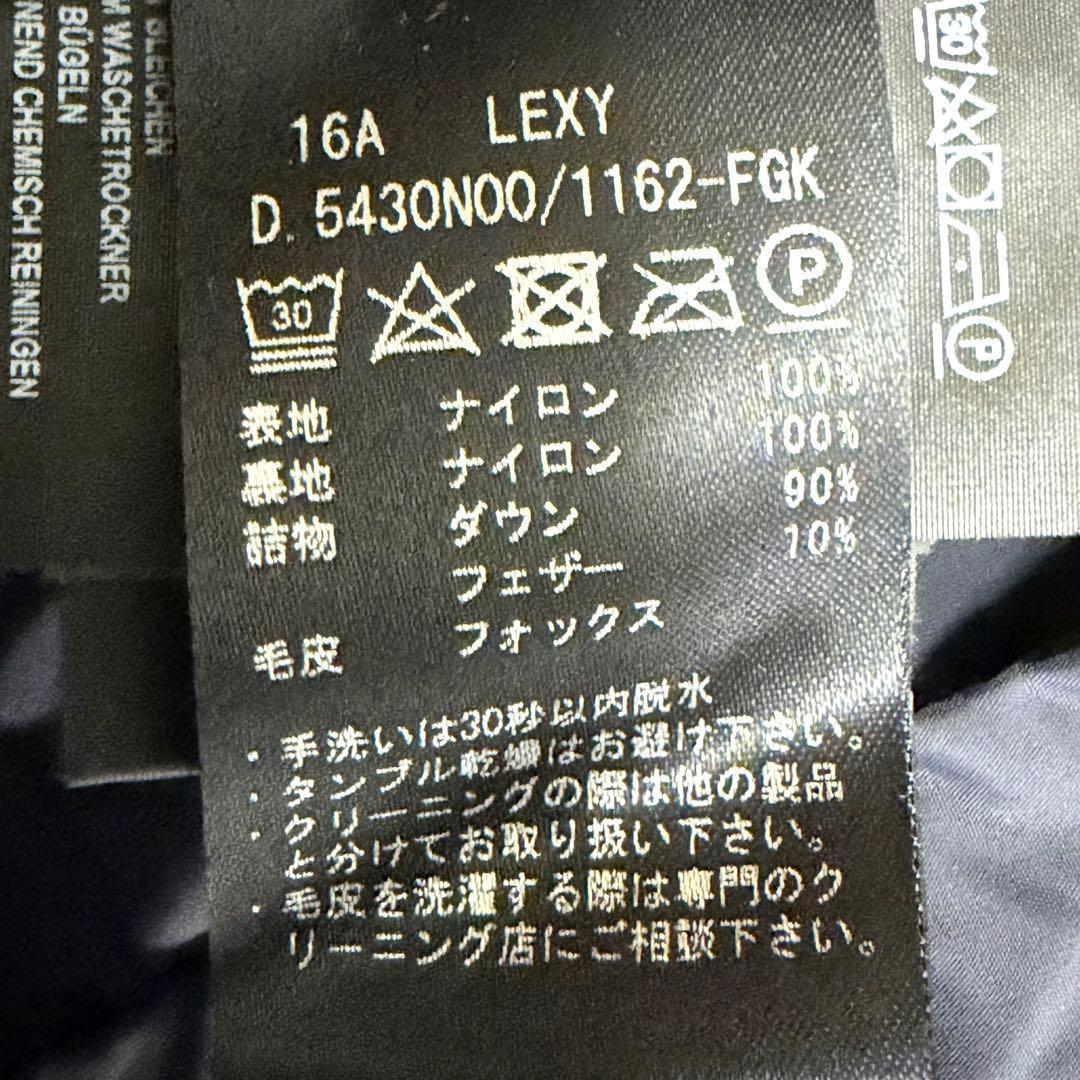 BLEICHEN
M WÄSCHETROCKNER
BÜGELN
NEND CHEMISCH REININGEN
16A LEXY
D. 5430N00/1162-FGK
30
P
表地 ナイロン 100%
裏地 ナイロン 100%
詰物 ダウン 90%
フェザー 10%
毛皮 フォックス
・手洗いは30秒以内脱水
・タンブル乾燥はお避け下さい。
・クリーニングの際は他の製品
と分けてお取り扱い下さい。
・毛皮を洗濯する際は専門のク
リーニング店にご相談下さい。
30
P